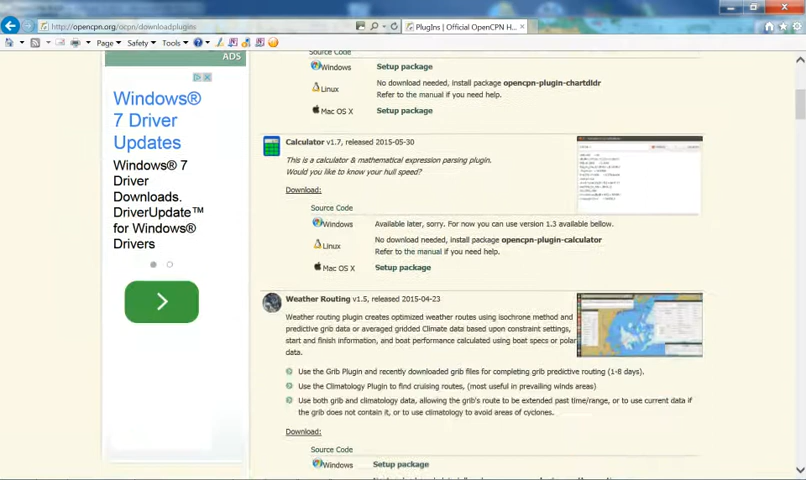 http://opencpn.org/ocpn/downloadplugins
PlugIns | Official OpenCPN H...
Page
Safety
Tools
ADS
Windows®
7 Driver
Updates
Windows® 7
Driver
Downloads.
DriverUpdate™
for Windows®
Drivers
Source Code
Windows Setup package
Linux No download needed, install package opencpn-plugin-chartdldr
Refer to the manual if you need help.
Mac OS X Setup package
Calculator v1.7, released 2015-05-30
This is a calculator & mathematical expression parsing plugin.
Would you like to know your hull speed?
Download:
Source Code
Windows Available later, sorry. For now you can use version 1.3 available bellow.
Linux No download needed, install package opencpn-plugin-calculator
Refer to the manual if you need help.
Mac OS X Setup package
Weather Routing v1.5, released 2015-04-23
Weather routing plugin creates optimized weather routes using isochrone method and
predictive grib data or averaged gridded Climate data based upon constraint settings,
start and finish information, and boat performance calculated using boat specs or polar
data.
Use the Grib Plugin and recently downloaded grib files for completing grib predictive routing (1-8 days).
Use the Climatology Plugin to find cruising routes, (most useful in prevailing winds areas)
Use both grib and climatology data, allowing the grib's route to be extended past time/range, or to use current data if
the grib does not contain it, or to use climatology to avoid areas of cyclones.
Download:
Source Code
Windows Setup package